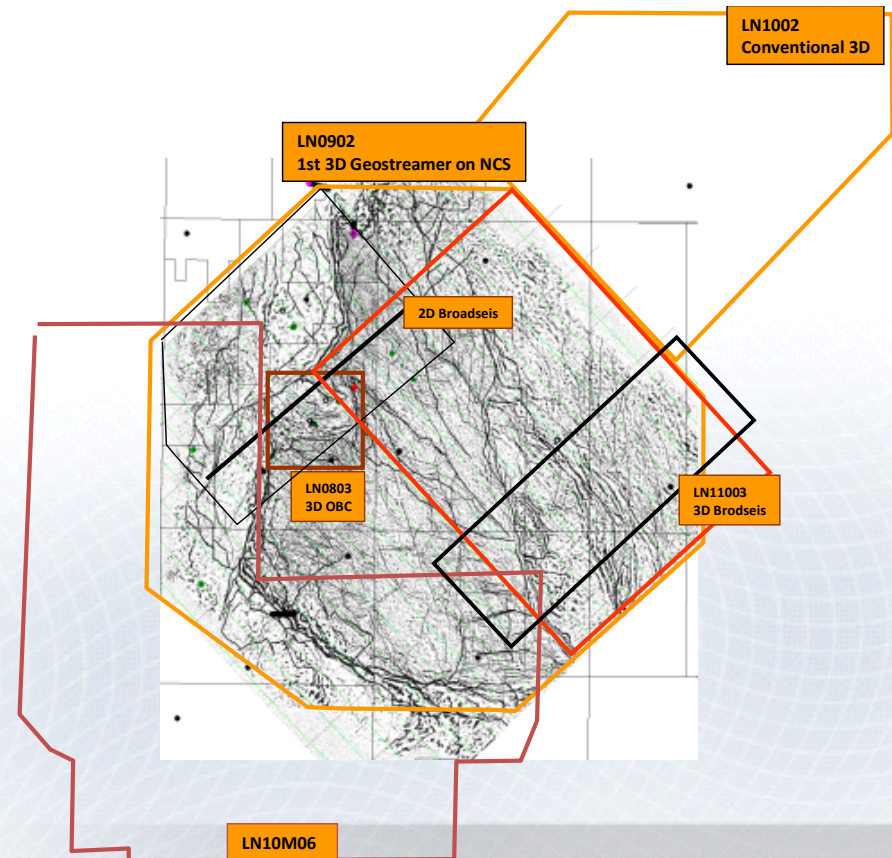 LN1002
Conventional 3D
LN0902
1st 3D Geostreamer on NCS
2D Broadseis
LN0803
3D OBC
LN11003
3D Brodseis
LN10M06